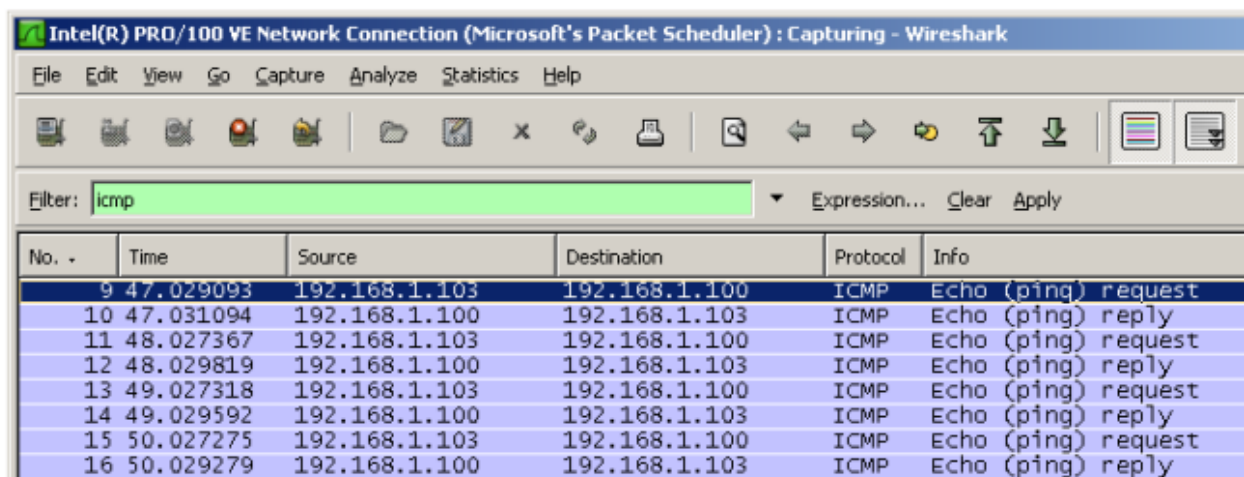 Intel(R) PRO/100 VE Network Connection (Microsoft's Packet Scheduler) : Capturing - Wireshark
File Edit View Go Capture Analyze Statistics Help
Filter: icmp Expression... Clear Apply
No. Time Source Destination Protocol Info
9 47.029093 192.168.1.103 192.168.1.100 ICMP Echo (ping) request
10 47.031094 192.168.1.100 192.168.1.103 ICMP Echo (ping) reply
11 48.027367 192.168.1.103 192.168.1.100 ICMP Echo (ping) request
12 48.029819 192.168.1.100 192.168.1.103 ICMP Echo (ping) reply
13 49.027318 192.168.1.103 192.168.1.100 ICMP Echo (ping) request
14 49.029592 192.168.1.100 192.168.1.103 ICMP Echo (ping) reply
15 50.027275 192.168.1.103 192.168.1.100 ICMP Echo (ping) request
16 50.029279 192.168.1.100 192.168.1.103 ICMP Echo (ping) reply